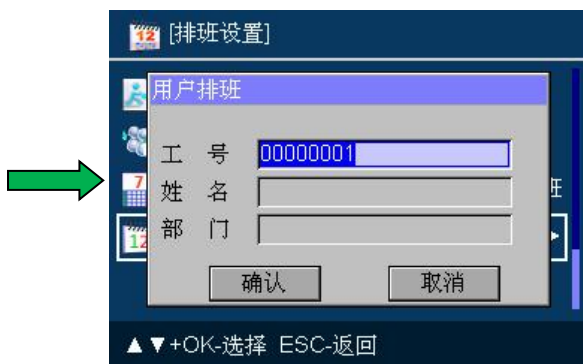 [排班设置]
用户排班
工 号 00000001
姓 名
班
部 门
确认 取消
▲▼+OK-选择 ESC-返回